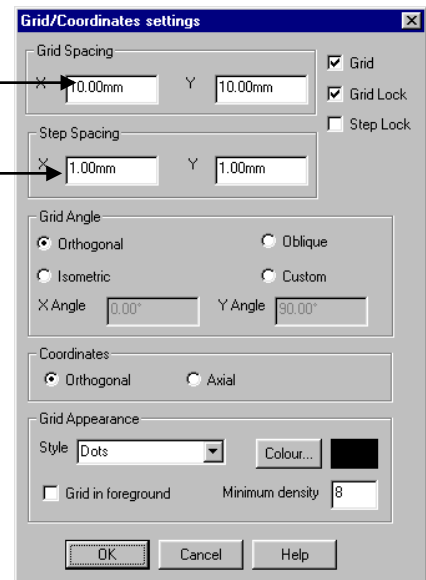 Grid/Coordinates settings
Grid Spacing
X 10.00mm Y 10.00mm
Grid
Grid Lock
Step Lock
Step Spacing
X 1.00mm Y 1.00mm
Grid Angle
Orthogonal Oblique
Isometric Custom
X Angle 0.00° Y Angle 90.00°
Coordinates
Orthogonal Axial
Grid Appearance
Style Dots Colour...
Grid in foreground Minimum density 8
OK Cancel Help